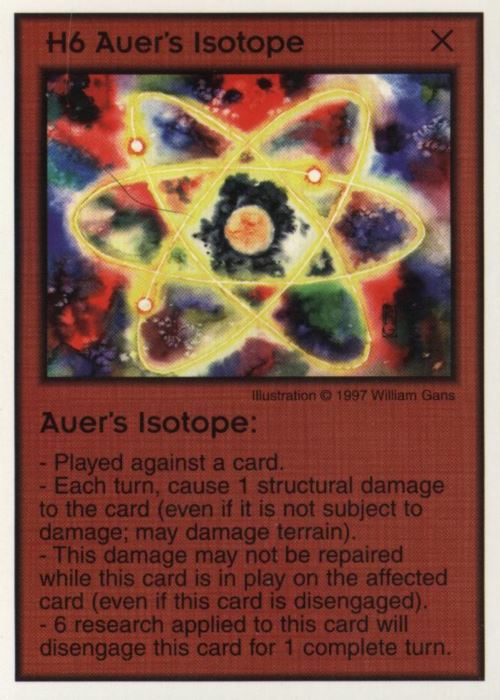 H6 Auer's Isotope X
Illustration © 1997 William Gans
Auer's Isotope:
- Played against a card.
- Each turn, cause 1 structural damage
to the card (even if it is not subject to
damage; may damage terrain).
- This damage may not be repaired
while this card is in play on the affected
card (even if this card is disengaged).
- 6 research applied to this card will
disengage this card for 1 complete turn.